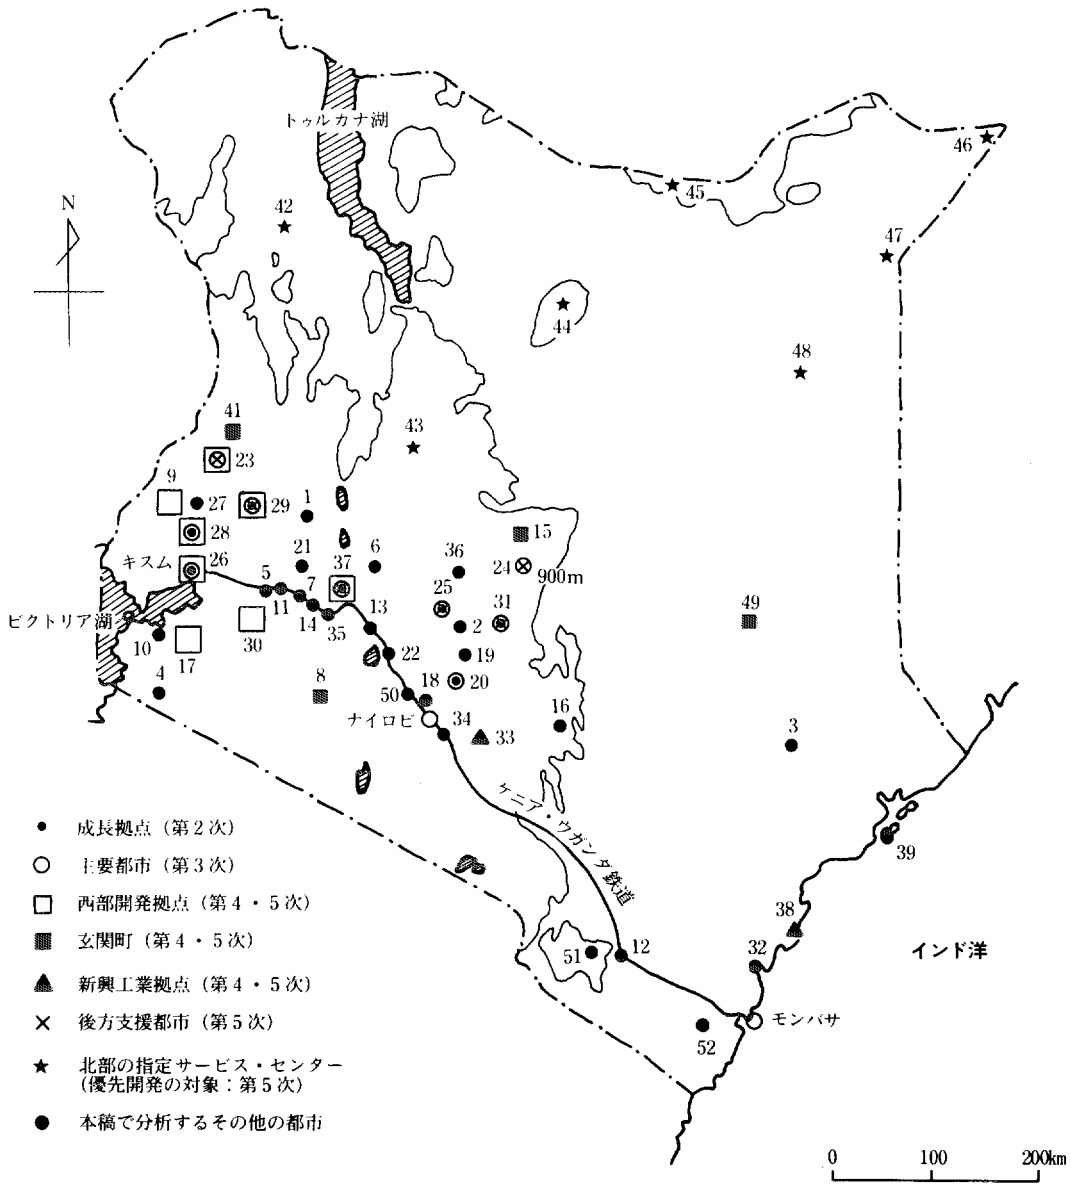 トゥルカナ湖
46
45
N
42
47
44
48
43
41
23
9
27
29
1
15
28
21
6
36
24
キスム
26
37
900m
5
7
25
31
49
11
14
13
2
ビクトリア湖
35
10
30
17
22
19
4
8
18
20
50
16
ナイロビ
34
33
3
ケニア・ウガンダ鉄道
39
38
51
12
32
インド洋
モンバサ
52
成長拠点(第2次)
主要都市(第3次)
西部開発拠点(第4・5次)
玄関町(第4・5次)
新興工業拠点(第4・5次)
後方支援都市(第5次)
北部の指定サービス・センター
(優先開発の対象:第5次)
本稿で分析するその他の都市
0 100 200km